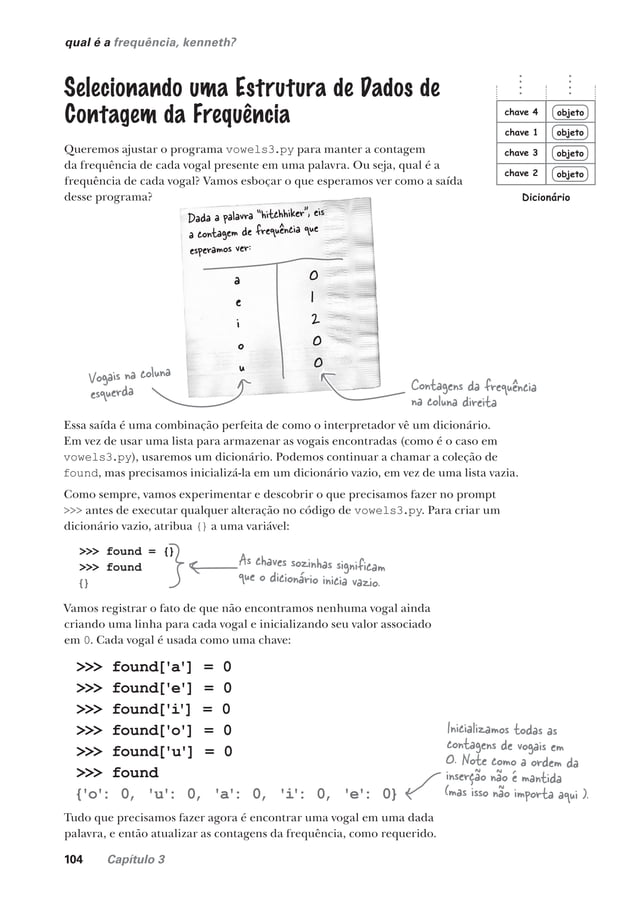 qual é a frequência, kenneth?
Selecionando uma Estrutura de Dados de
Contagem da Frequência
chave 4 objeto
chave 1 objeto
chave 3 objeto
chave 2 objeto
Dicionário
Queremos ajustar o programa vowels3.py para manter a contagem
da frequência de cada vogal presente em uma palavra. Ou seja, qual é a
frequência de cada vogal? Vamos esboçar o que esperamos ver como a saída
desse programa?
Dada a palavra "hitchhiker", eis
a contagem de frequência que
esperamos ver:
a 0
e 1
i 2
o 0
u 0
Vogais na coluna
esquerda
Contagens da frequência
na coluna direita
Essa saída é uma combinação perfeita de como o interpretador vê um dicionário.
Em vez de usar uma lista para armazenar as vogais encontradas (como é o caso em
vowels3.py), usaremos um dicionário. Podemos continuar a chamar a coleção de
found, mas precisamos inicializá-la em um dicionário vazio, em vez de uma lista vazia.
Como sempre, vamos experimentar e descobrir o que precisamos fazer no prompt
>>> antes de executar qualquer alteração no código de vowels3.py. Para criar um
dicionário vazio, atribua {} a uma variável:
>>> found = {}
>>> found
{}
As chaves sozinhas significam
que o dicionário inicia vazio.
Vamos registrar o fato de que não encontramos nenhuma vogal ainda
criando uma linha para cada vogal e inicializando seu valor associado
em 0. Cada vogal é usada como uma chave:
>>> found['a'] = 0
>>> found['e'] = 0
>>> found['i'] = 0
>>> found['o'] = 0
>>> found['u'] = 0
>>> found
{'o': 0, 'u': 0, 'a': 0, 'i': 0, 'e': 0}
Inicializamos todas as
contagens de vogais em
0. Note como a ordem da
inserção não é mantida
(mas isso não importa aqui ).
Tudo que precisamos fazer agora é encontrar uma vogal em uma dada
palavra, e então atualizar as contagens da frequência, como requerido.
104 Capítulo 3